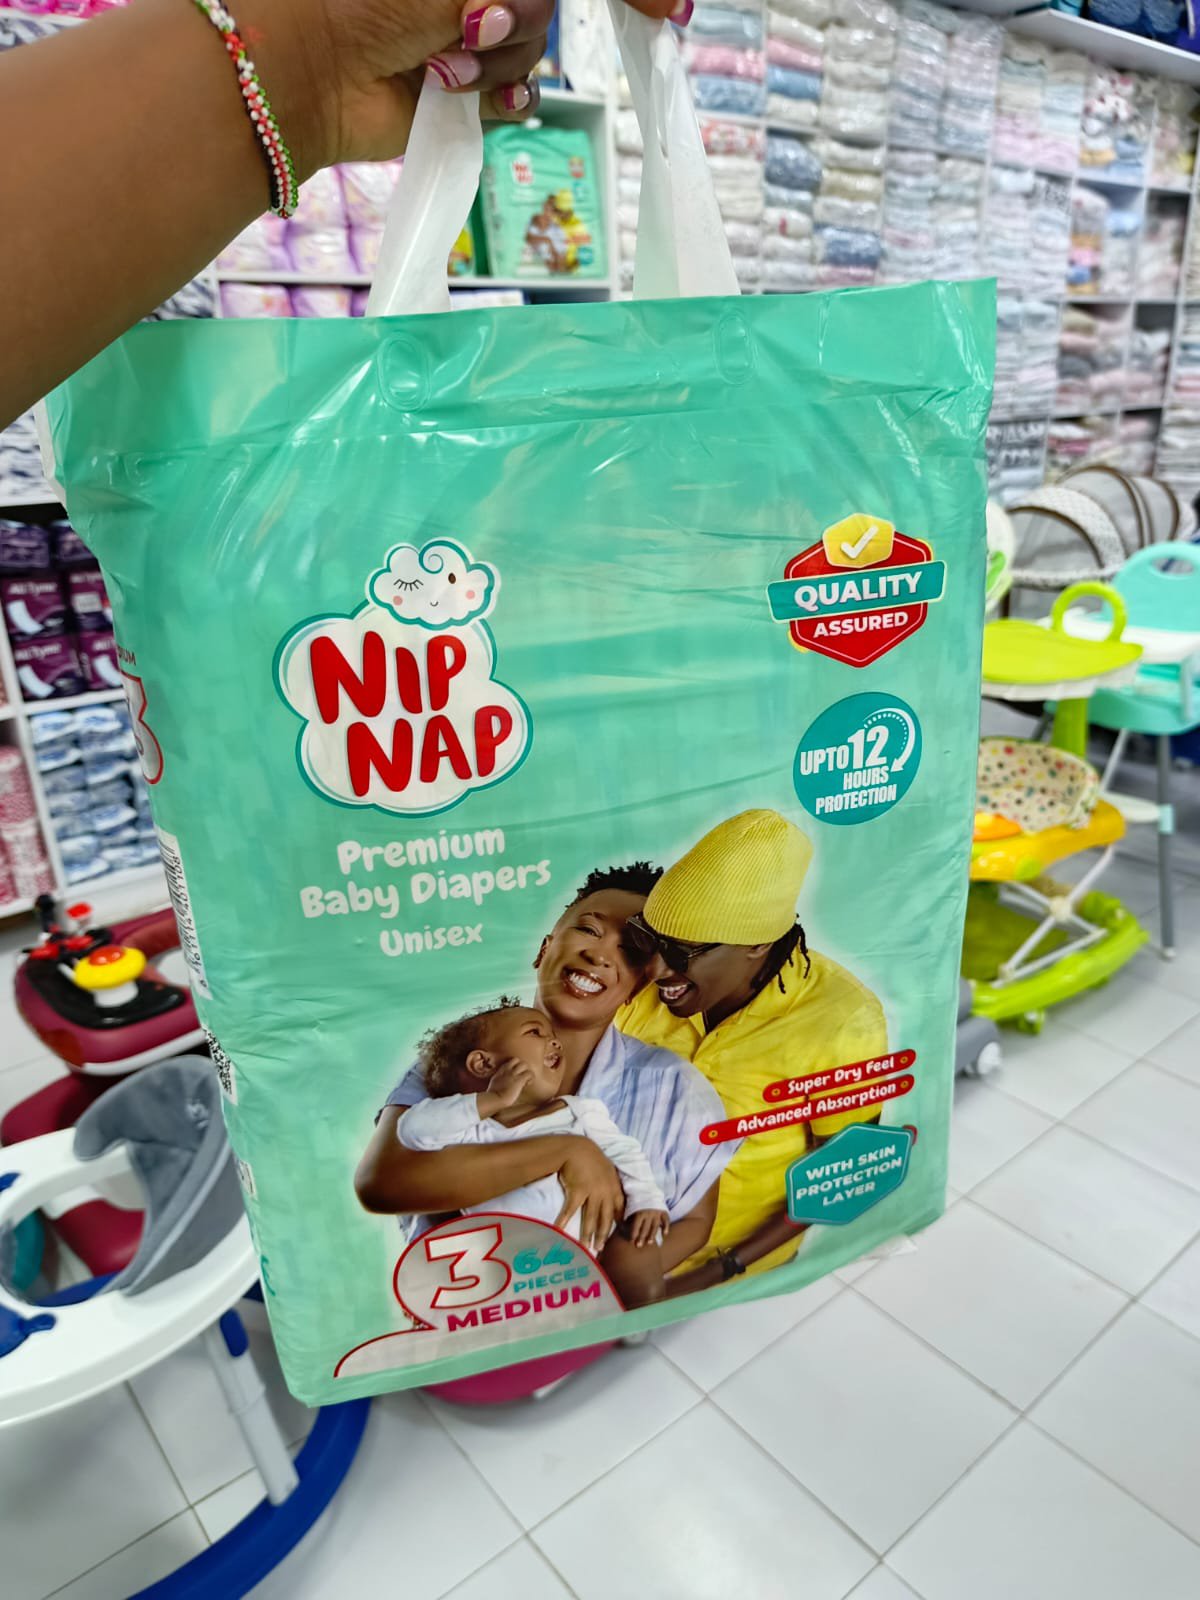 NIP
NAP
Premium
Baby Diapers
Unisex
QUALITY
ASSURED
UPTO 12
HOURS
PROTECTION
Super Dry Feel
Advanced Absorption
WITH SKIN
PROTECTION
LAYER
3
64
PIECES
MEDIUM
3